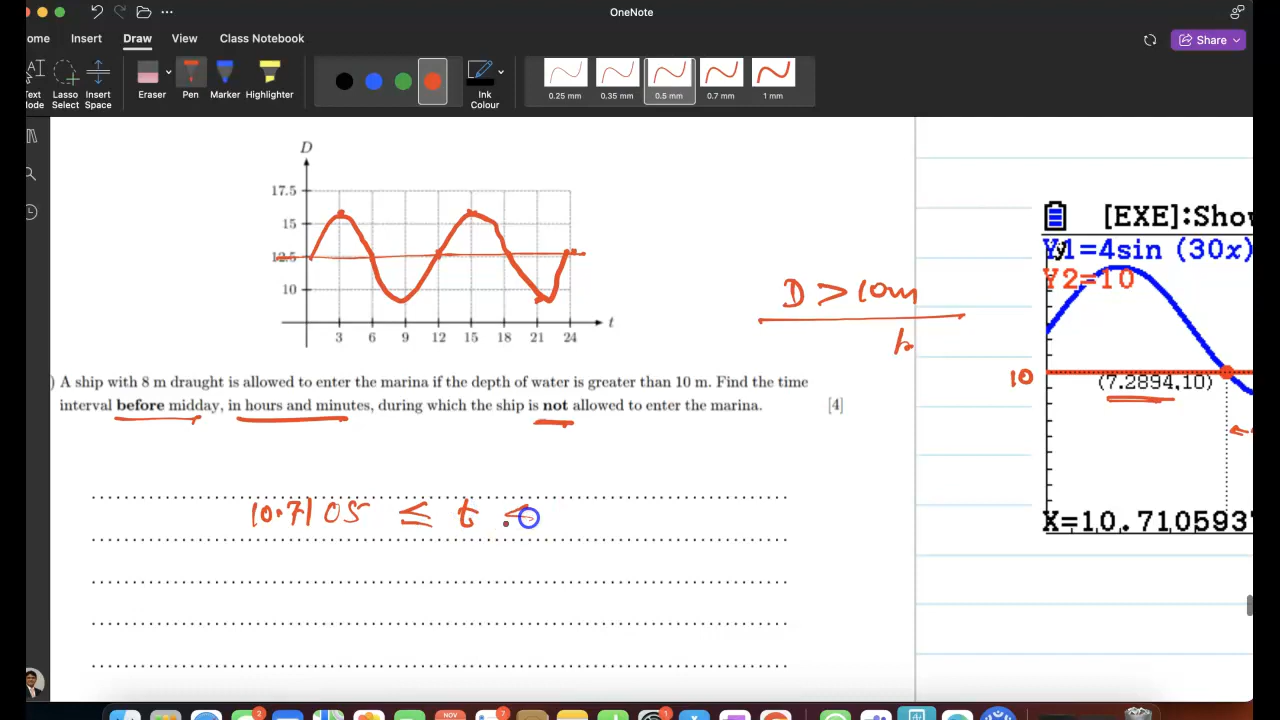 OneNote
ome Insert Draw View Class Notebook
Share
Text Mode
Lasso Select
Insert Space
Eraser
Pen
Marker
Highlighter
Ink Colour
0.25 mm
0.35 mm
0.5 mm
0.7 mm
1 mm
D
17.5
15
12.5
10
3 6 9 12 15 18 21 24
t
) A ship with 8 m draught is allowed to enter the marina if the depth of water is greater than 10 m. Find the time
interval before midday, in hours and minutes, during which the ship is not allowed to enter the marina. [4]
10.7105 ≤ t
D > 10m
[EXE]:Show
Y1=4sin (30x)
y
Y2=10
10
(7.2894,10)
X=10.7105937
NOV
2
7
1